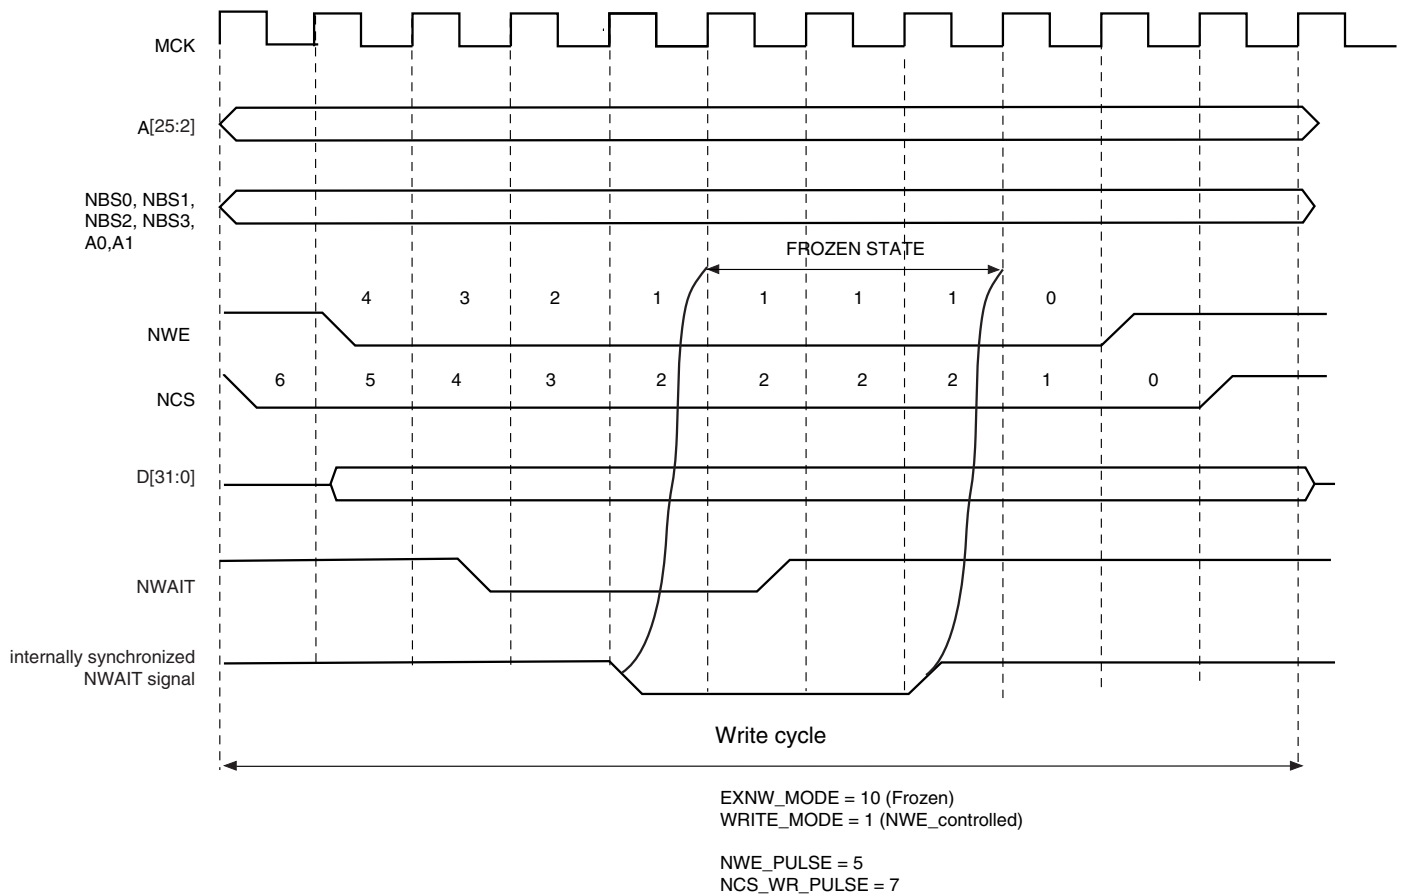 MCK
A[25:2]
NBS0, NBS1,
NBS2, NBS3,
A0,A1
FROZEN STATE
4 3 2 1 1 1 1 0
NWE
6 5 4 3 2 2 2 2 1 0
NCS
D[31:0]
NWAIT
internally synchronized
NWAIT signal
Write cycle
EXNW_MODE = 10 (Frozen)
WRITE_MODE = 1 (NWE_controlled)
NWE_PULSE = 5
NCS_WR_PULSE = 7